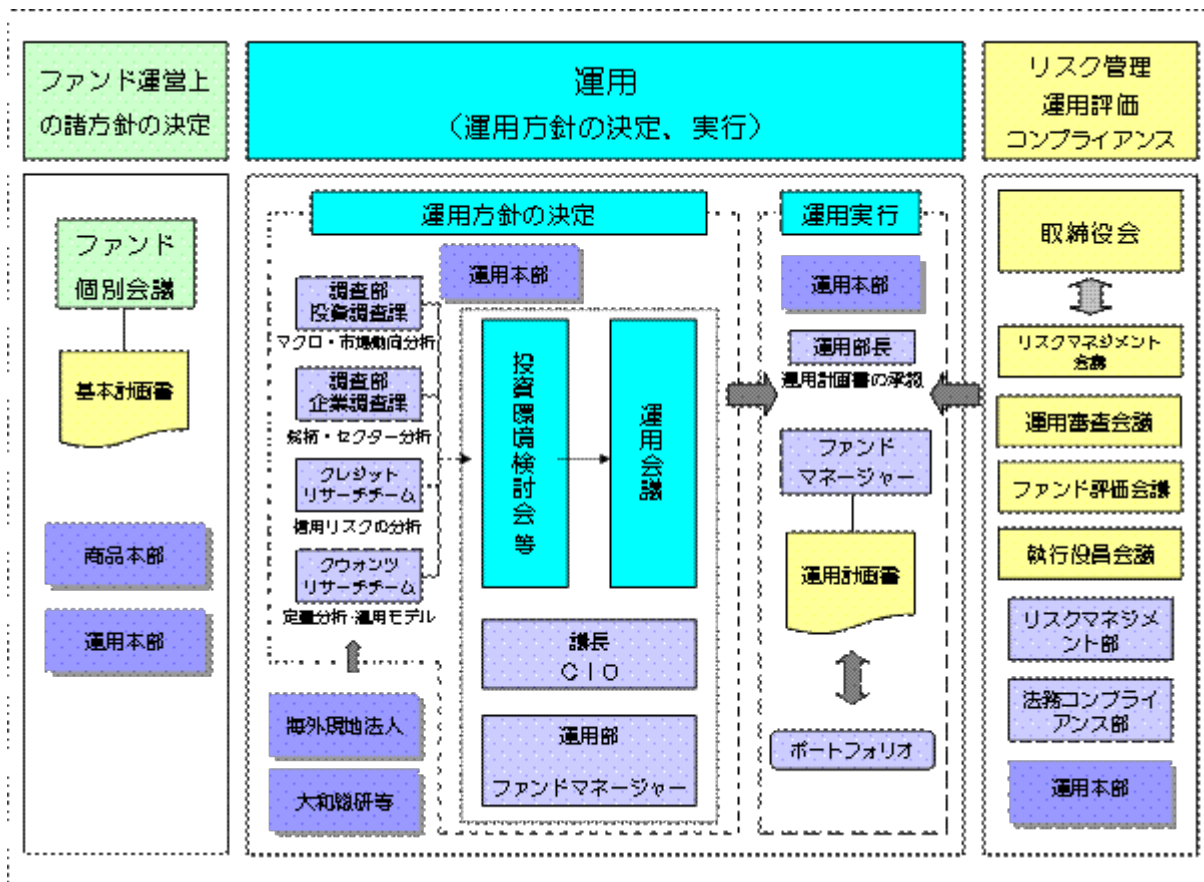 ファンド運営上
の諸方針の決定
運用
（運用方針の決定、実行）
リスク管理
運用評価
コンプライアンス
ファンド
個別会議
基本計画書
商品本部
運用本部
運用方針の決定
運用本部
調査部
投資調査課
マクロ・市場動向分析
調査部
企業調査課
銘柄・セクター分析
クレジット
リサーチチーム
信用リスクの分析
クウォンツ
リサーチチーム
定量分析・運用モデル
海外現地法人
大和総研等
投資環境検討会等
運用会議
議長
ＣＩＯ
運用部
ファンドマネージャー
運用実行
運用本部
運用部長
運用計画書の承認
ファンド
マネージャー
運用計画書
ポートフォリオ
取締役会
リスクマネジメント
会議
運用審査会議
ファンド評価会議
執行役員会議
リスクマネジメ
ント部
法務コンプライ
アンス部
運用本部